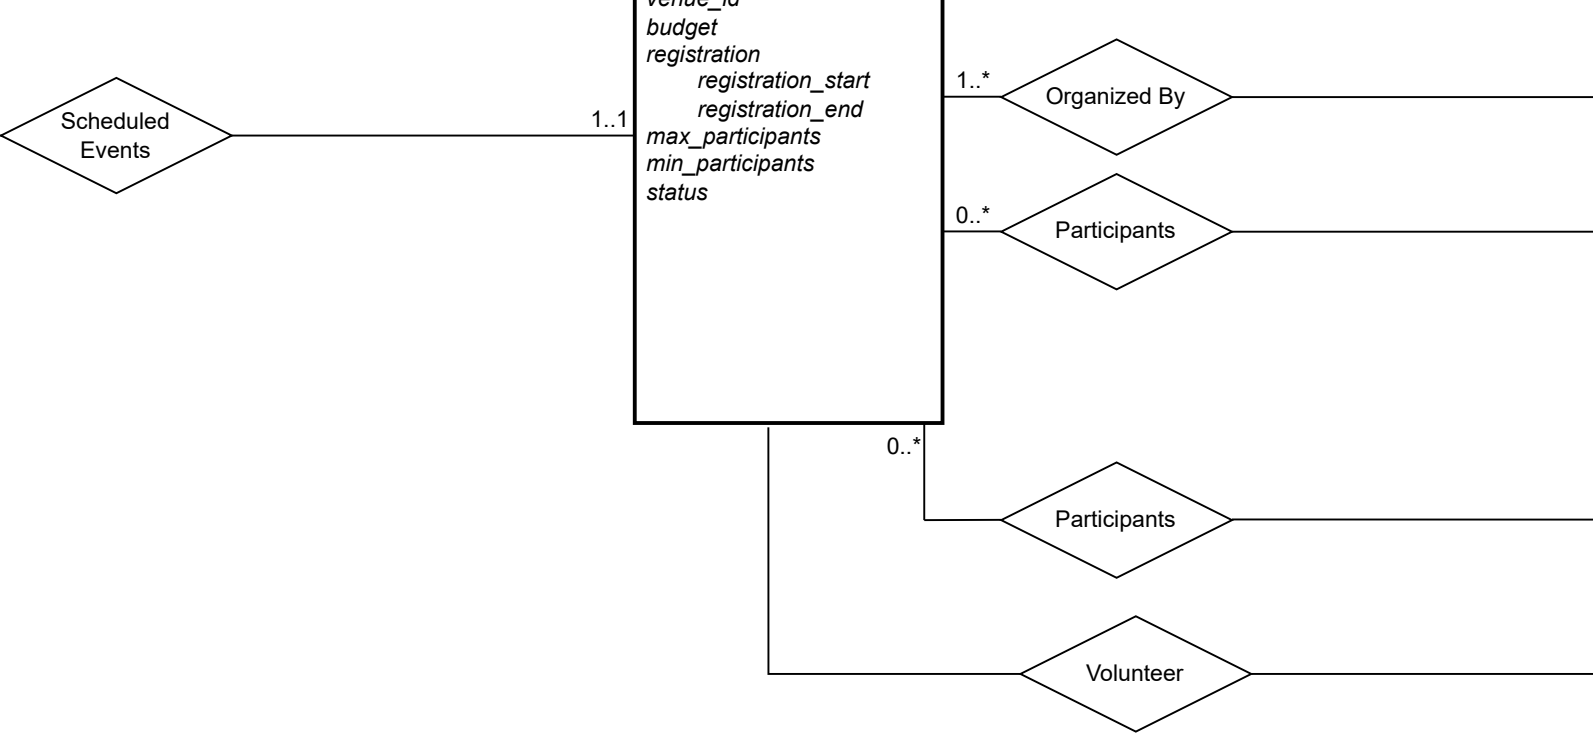 venue_id
budget
registration
registration_start
registration_end
max_participants
min_participants
status
Scheduled
Events
1..1
1..*
Organized By
0..*
Participants
0..*
Participants
Volunteer